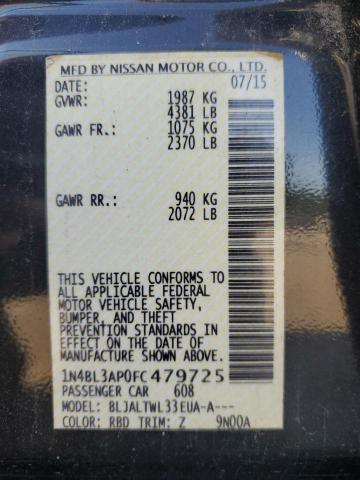 MFD BY NISSAN MOTOR CO., LTD.
DATE: 07/15
GVWR: 1987 KG
4381 LB
GAWR FR.: 1075 KG
2370 LB
GAWR RR.: 940 KG
2072 LB
THIS VEHICLE CONFORMS TO
ALL APPLICABLE FEDERAL
MOTOR VEHICLE SAFETY,
BUMPER, AND THEFT
PREVENTION STANDARDS IN
EFFECT ON THE DATE OF
MANUFACTURE SHOWN ABOVE.
1N4BL3AP0FC479725
PASSENGER CAR 608
MODEL: BLJALTWL33EUA-A---
COLOR: RBD TRIM: Z 9N00A